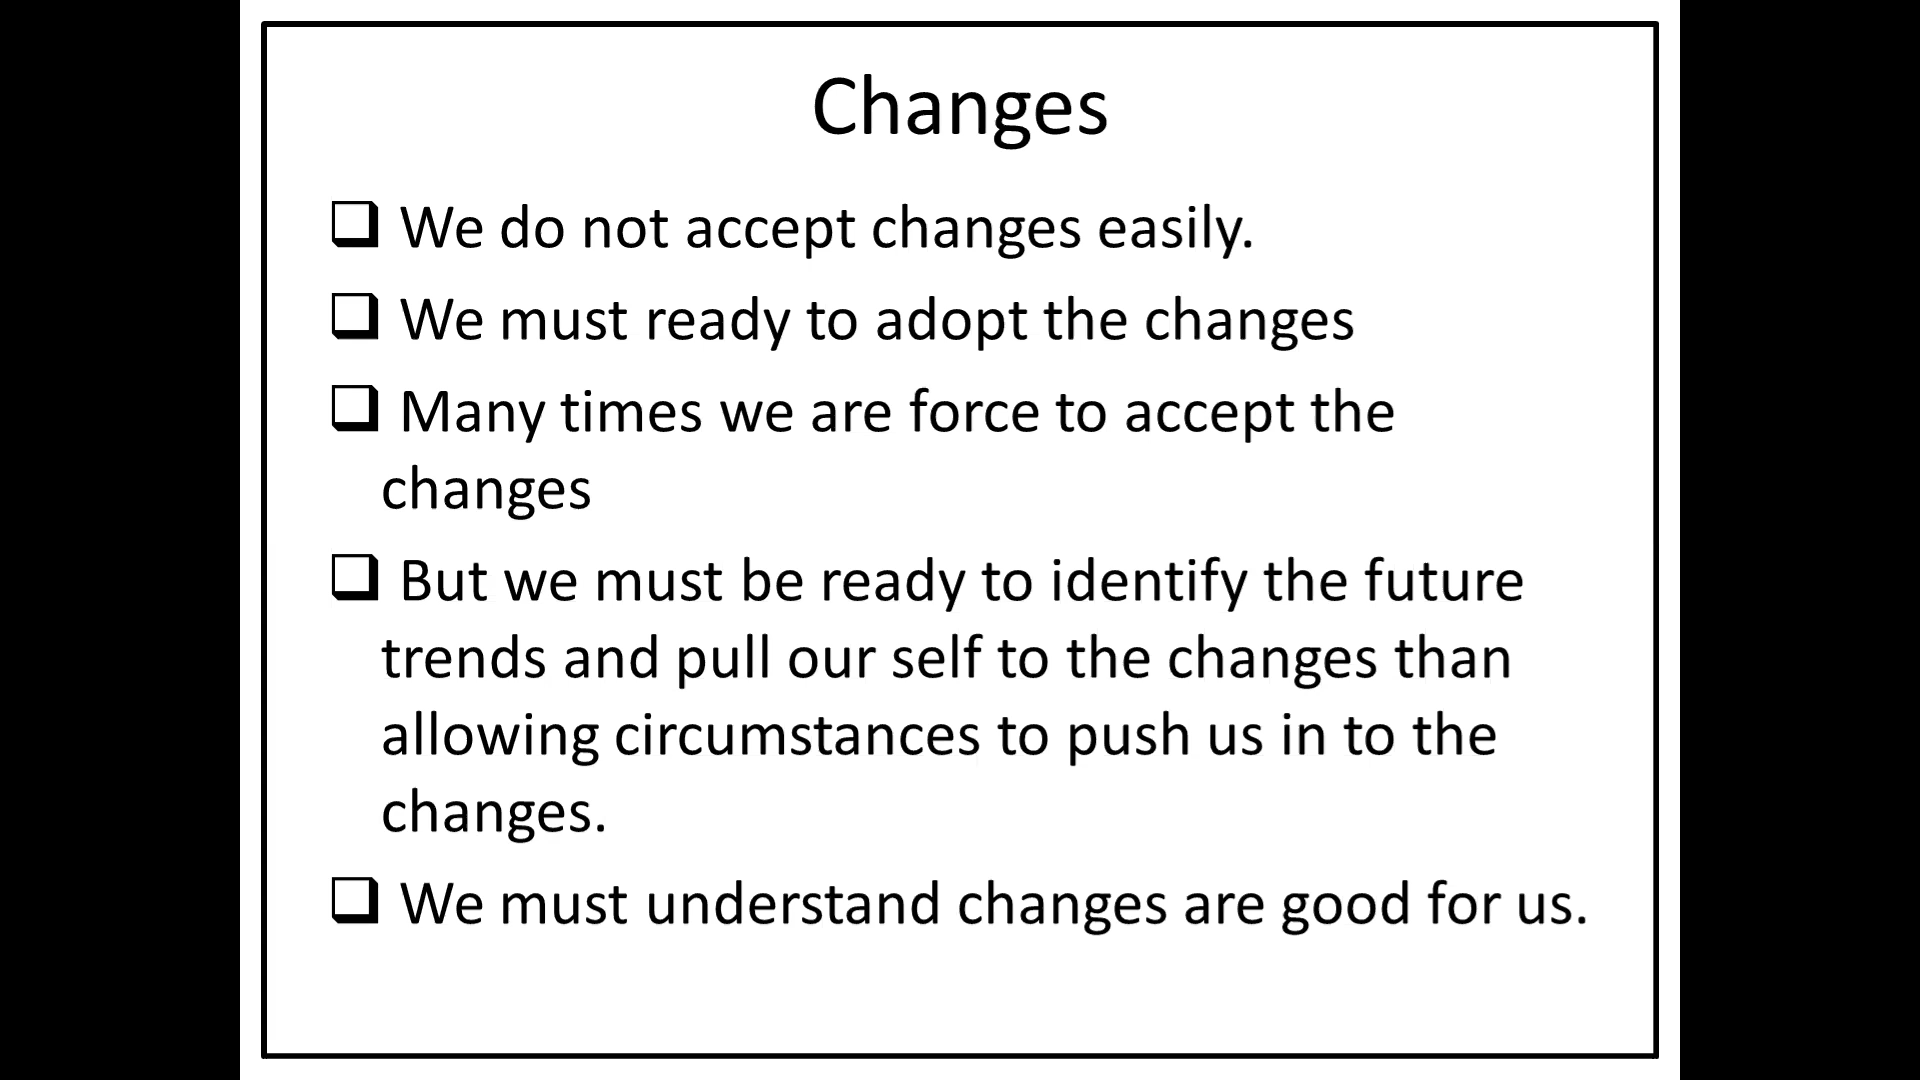 Changes
We do not accept changes easily.
We must ready to adopt the changes
Many times we are force to accept the
changes
But we must be ready to identify the future
trends and pull our self to the changes than
allowing circumstances to push us in to the
changes.
We must understand changes are good for us.